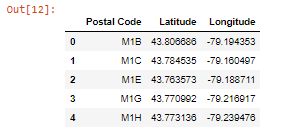 Out[12]:
Postal Code Latitude Longitude
0 M1B 43.806686 -79.194353
1 M1C 43.784535 -79.160497
2 M1E 43.763573 -79.188711
3 M1G 43.770992 -79.216917
4 M1H 43.773136 -79.239476